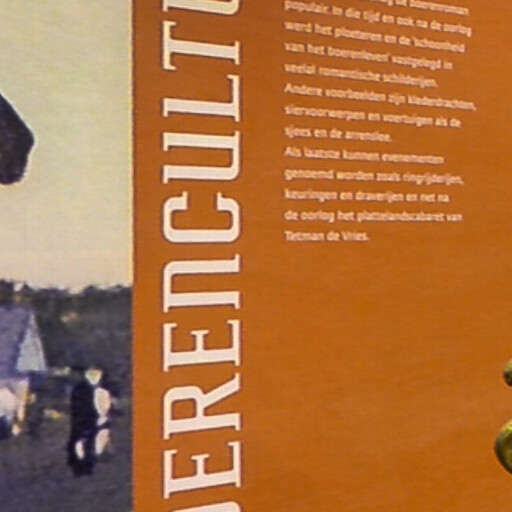 ERENCULTU
de boerenroman
populair. In die tijd en ook na de oorlog
werd het ploeteren en de 'schoonheid
van het boerenleven' vastgelegd in
veelal romantische schilderijen.
Andere voorbeelden zijn klederdrachten,
siervoorwerpen en voertuigen als de
sjees en de arrenslee.
Als laatste kunnen evenementen
genoemd worden zoals ringrijderijen,
keuringen en draverijen en net na
de oorlog het plattelandscabaret van
Tetman de Vries.